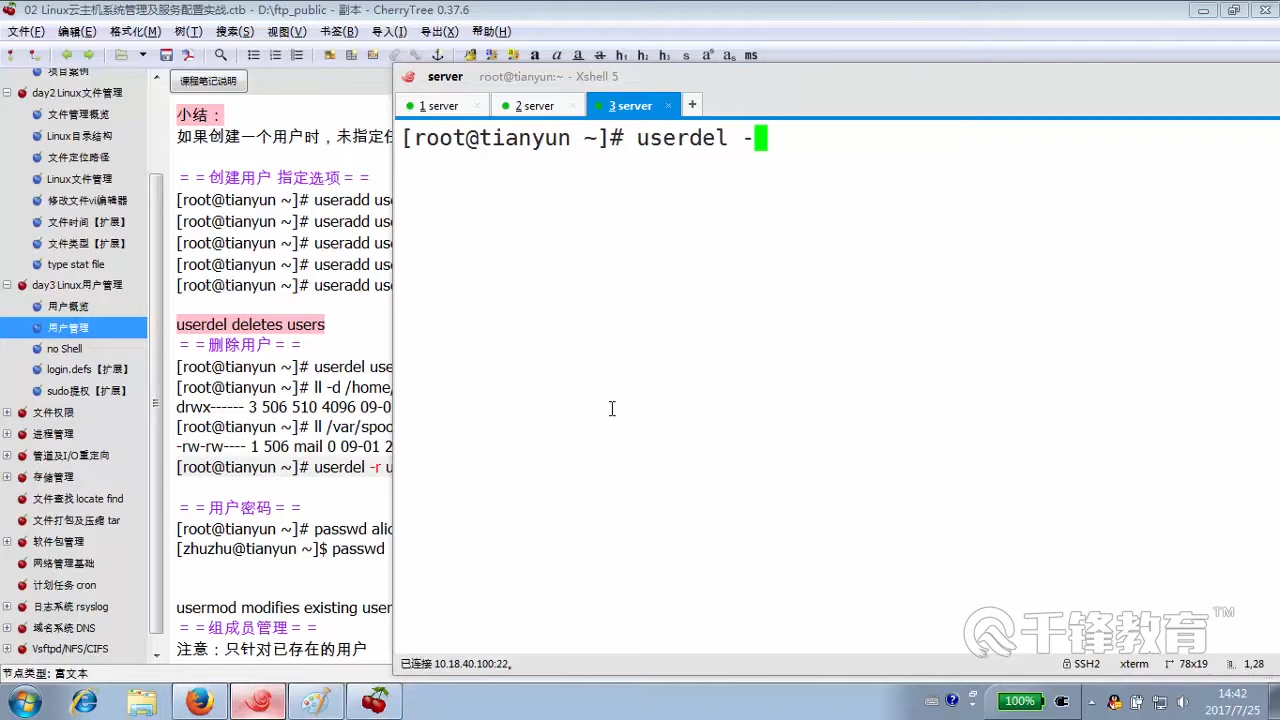 02 Linux云主机系统管理及服务配置实战.ctb - D:\ftp_public - 副本 - CherryTree 0.37.6
文件(F) 编辑(E) 格式化(M) 树(T) 搜索(S) 视图(V) 书签(B) 导入(I) 导出(X) 帮助(H)
a a a a h1 h2 h3 s aˢ aₛ ms
项目案例
day2 Linux文件管理
文件管理概览
Linux目录结构
文件定位路径
Linux文件管理
修改文件vi编辑器
文件时间【扩展】
文件类型【扩展】
type stat file
day3 Linux用户管理
用户概览
用户管理
no Shell
login.defs【扩展】
sudo提权【扩展】
文件权限
进程管理
管道及I/O重定向
存储管理
文件查找 locate find
文件打包及压缩 tar
软件包管理
网络管理基础
计划任务 cron
日志系统 rsyslog
域名系统 DNS
Vsftpd/NFS/CIFS
节点类型: 富文本
课程笔记说明
小结：
如果创建一个用户时，未指定任
==创建用户 指定选项==
[root@tianyun ~]# useradd use
[root@tianyun ~]# useradd use
[root@tianyun ~]# useradd use
[root@tianyun ~]# useradd use
[root@tianyun ~]# useradd use
userdel deletes users
==删除用户==
[root@tianyun ~]# userdel use
[root@tianyun ~]# ll -d /home/
drwx------ 3 506 510 4096 09-0
[root@tianyun ~]# ll /var/spoo
-rw-rw---- 1 506 mail 0 09-01 2
[root@tianyun ~]# userdel -r u
==用户密码==
[root@tianyun ~]# passwd alic
[zhuzhu@tianyun ~]$ passwd
usermod modifies existing user
==组成员管理==
注意：只针对已存在的用户
server root@tianyun:~ - Xshell 5
1 server 2 server 3 server +
[root@tianyun ~]# userdel -
千锋教育™
已连接 10.18.40.100:22。 SSH2 xterm 78x19 1,28
100%
14:42
2017/7/25